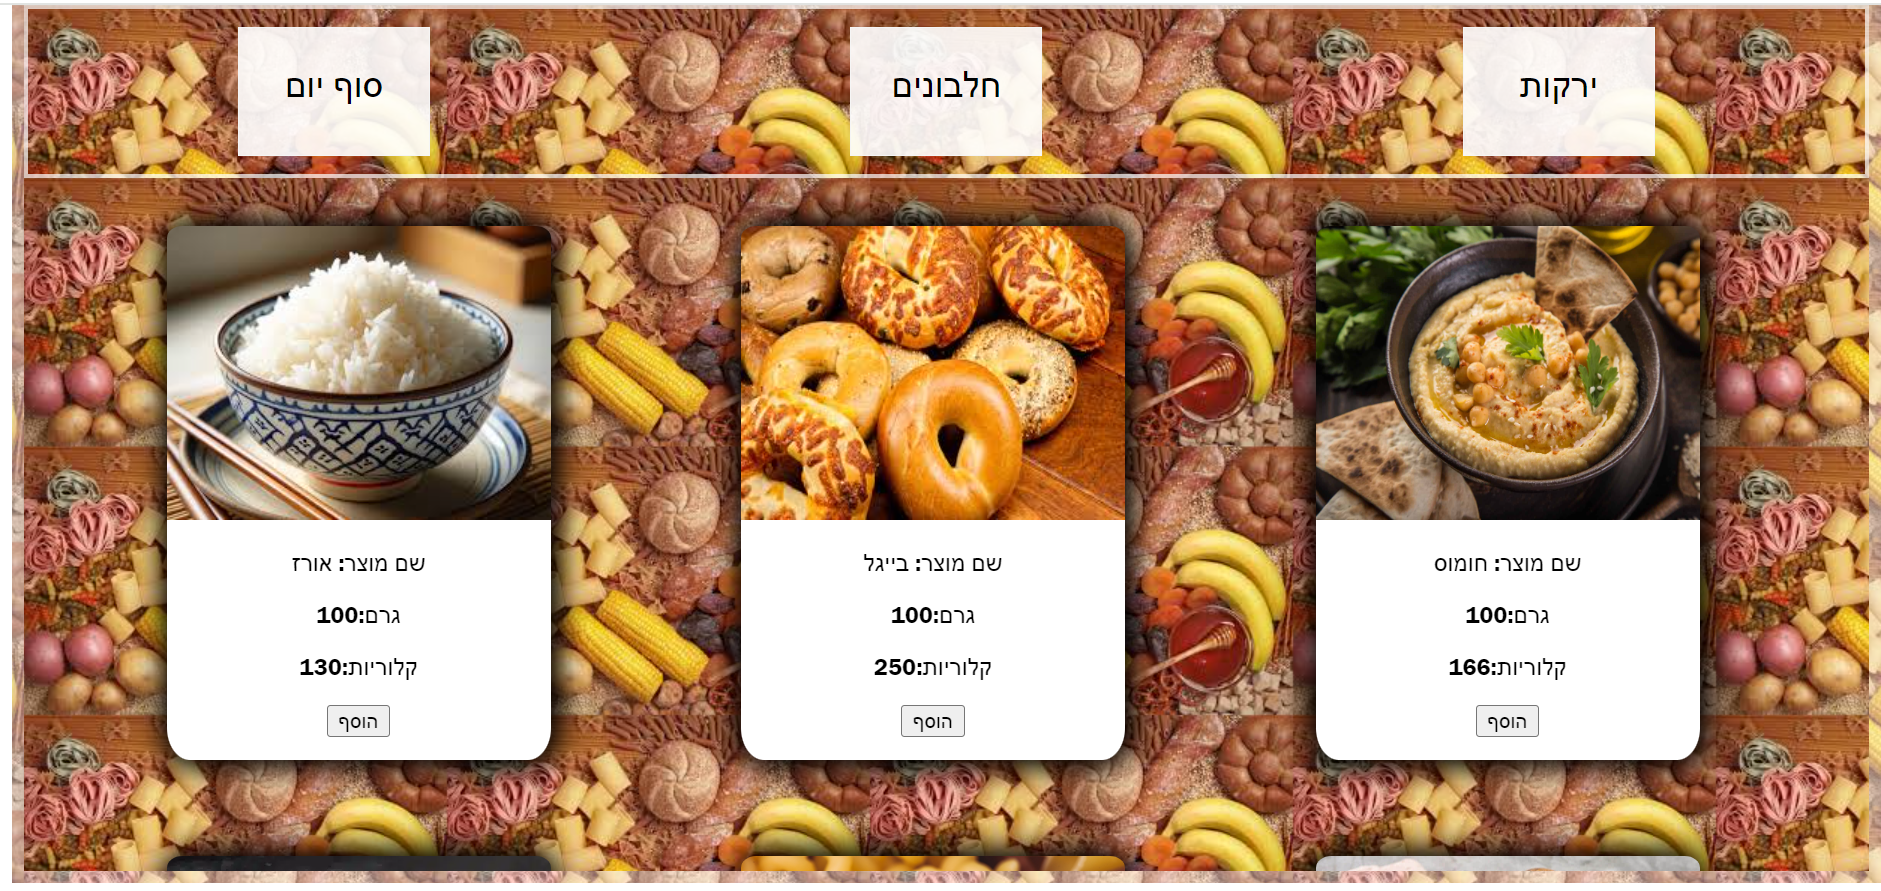 ירקות
חלבונים
סוף יום
שם מוצר: חומוס
גרם:100
קלוריות:166
הוסף
שם מוצר: בייגל
גרם:100
קלוריות:250
הוסף
שם מוצר: אורז
גרם:100
קלוריות:130
הוסף